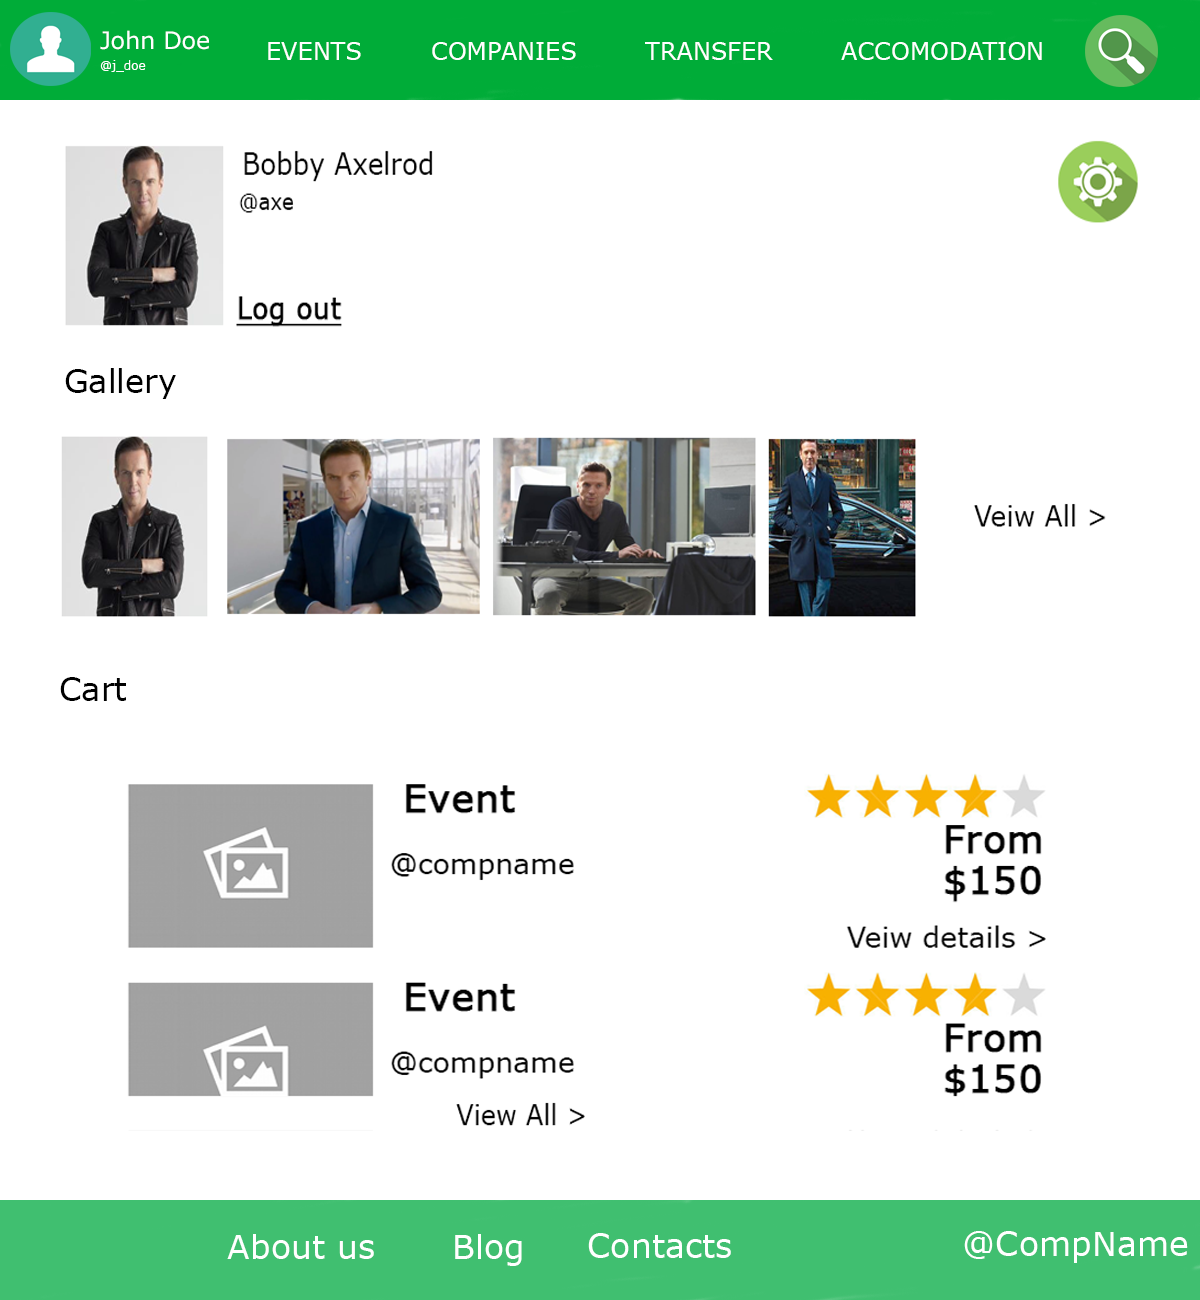 John Doe
@j_doe
EVENTS
COMPANIES
TRANSFER
ACCOMODATION
Bobby Axelrod
@axe
Log out
Gallery
Veiw All >
Cart
Event
@compname
From
$150
Veiw details >
Event
@compname
From
$150
View All >
About us
Blog
Contacts
@CompName